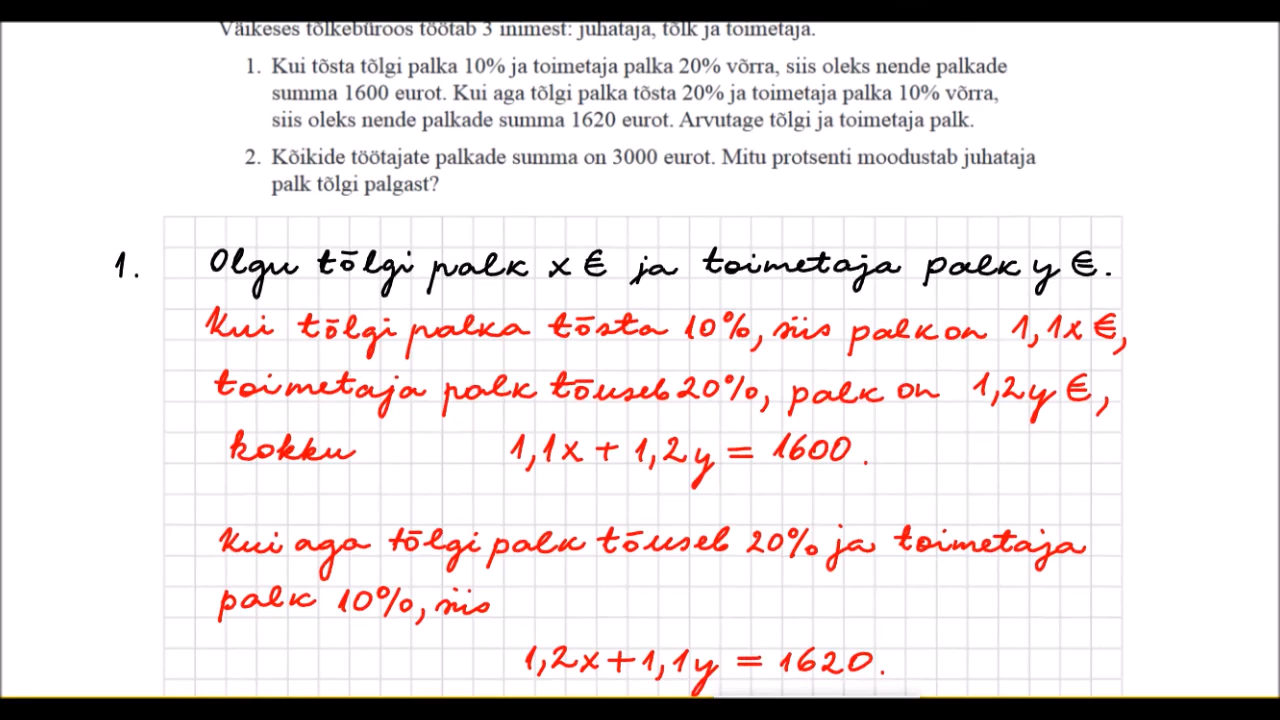 Väikeses tõlkebüroos töötab 3 inimest: juhataja, tõlk ja toimetaja.
1. Kui tõsta tõlgi palka 10% ja toimetaja palka 20% võrra, siis oleks nende palkade
summa 1600 eurot. Kui aga tõlgi palka tõsta 20% ja toimetaja palka 10% võrra,
siis oleks nende palkade summa 1620 eurot. Arvutage tõlgi ja toimetaja palk.
2. Kõikide töötajate palkade summa on 3000 eurot. Mitu protsenti moodustab juhataja
palk tõlgi palgast?
1. Olgu tõlgi palk x € ja toimetaja palk y €.
Kui tõlgi palka tõsta 10%, siis palk on 1,1x €,
toimetaja palk tõuseb 20%, palk on 1,2y €,
kokku 1,1x + 1,2y = 1600.
Kui aga tõlgi palk tõuseb 20% ja toimetaja
palk 10%, siis
1,2x + 1,1y = 1620.